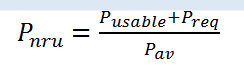 P_nru = (P_usable + P_req) / P_av